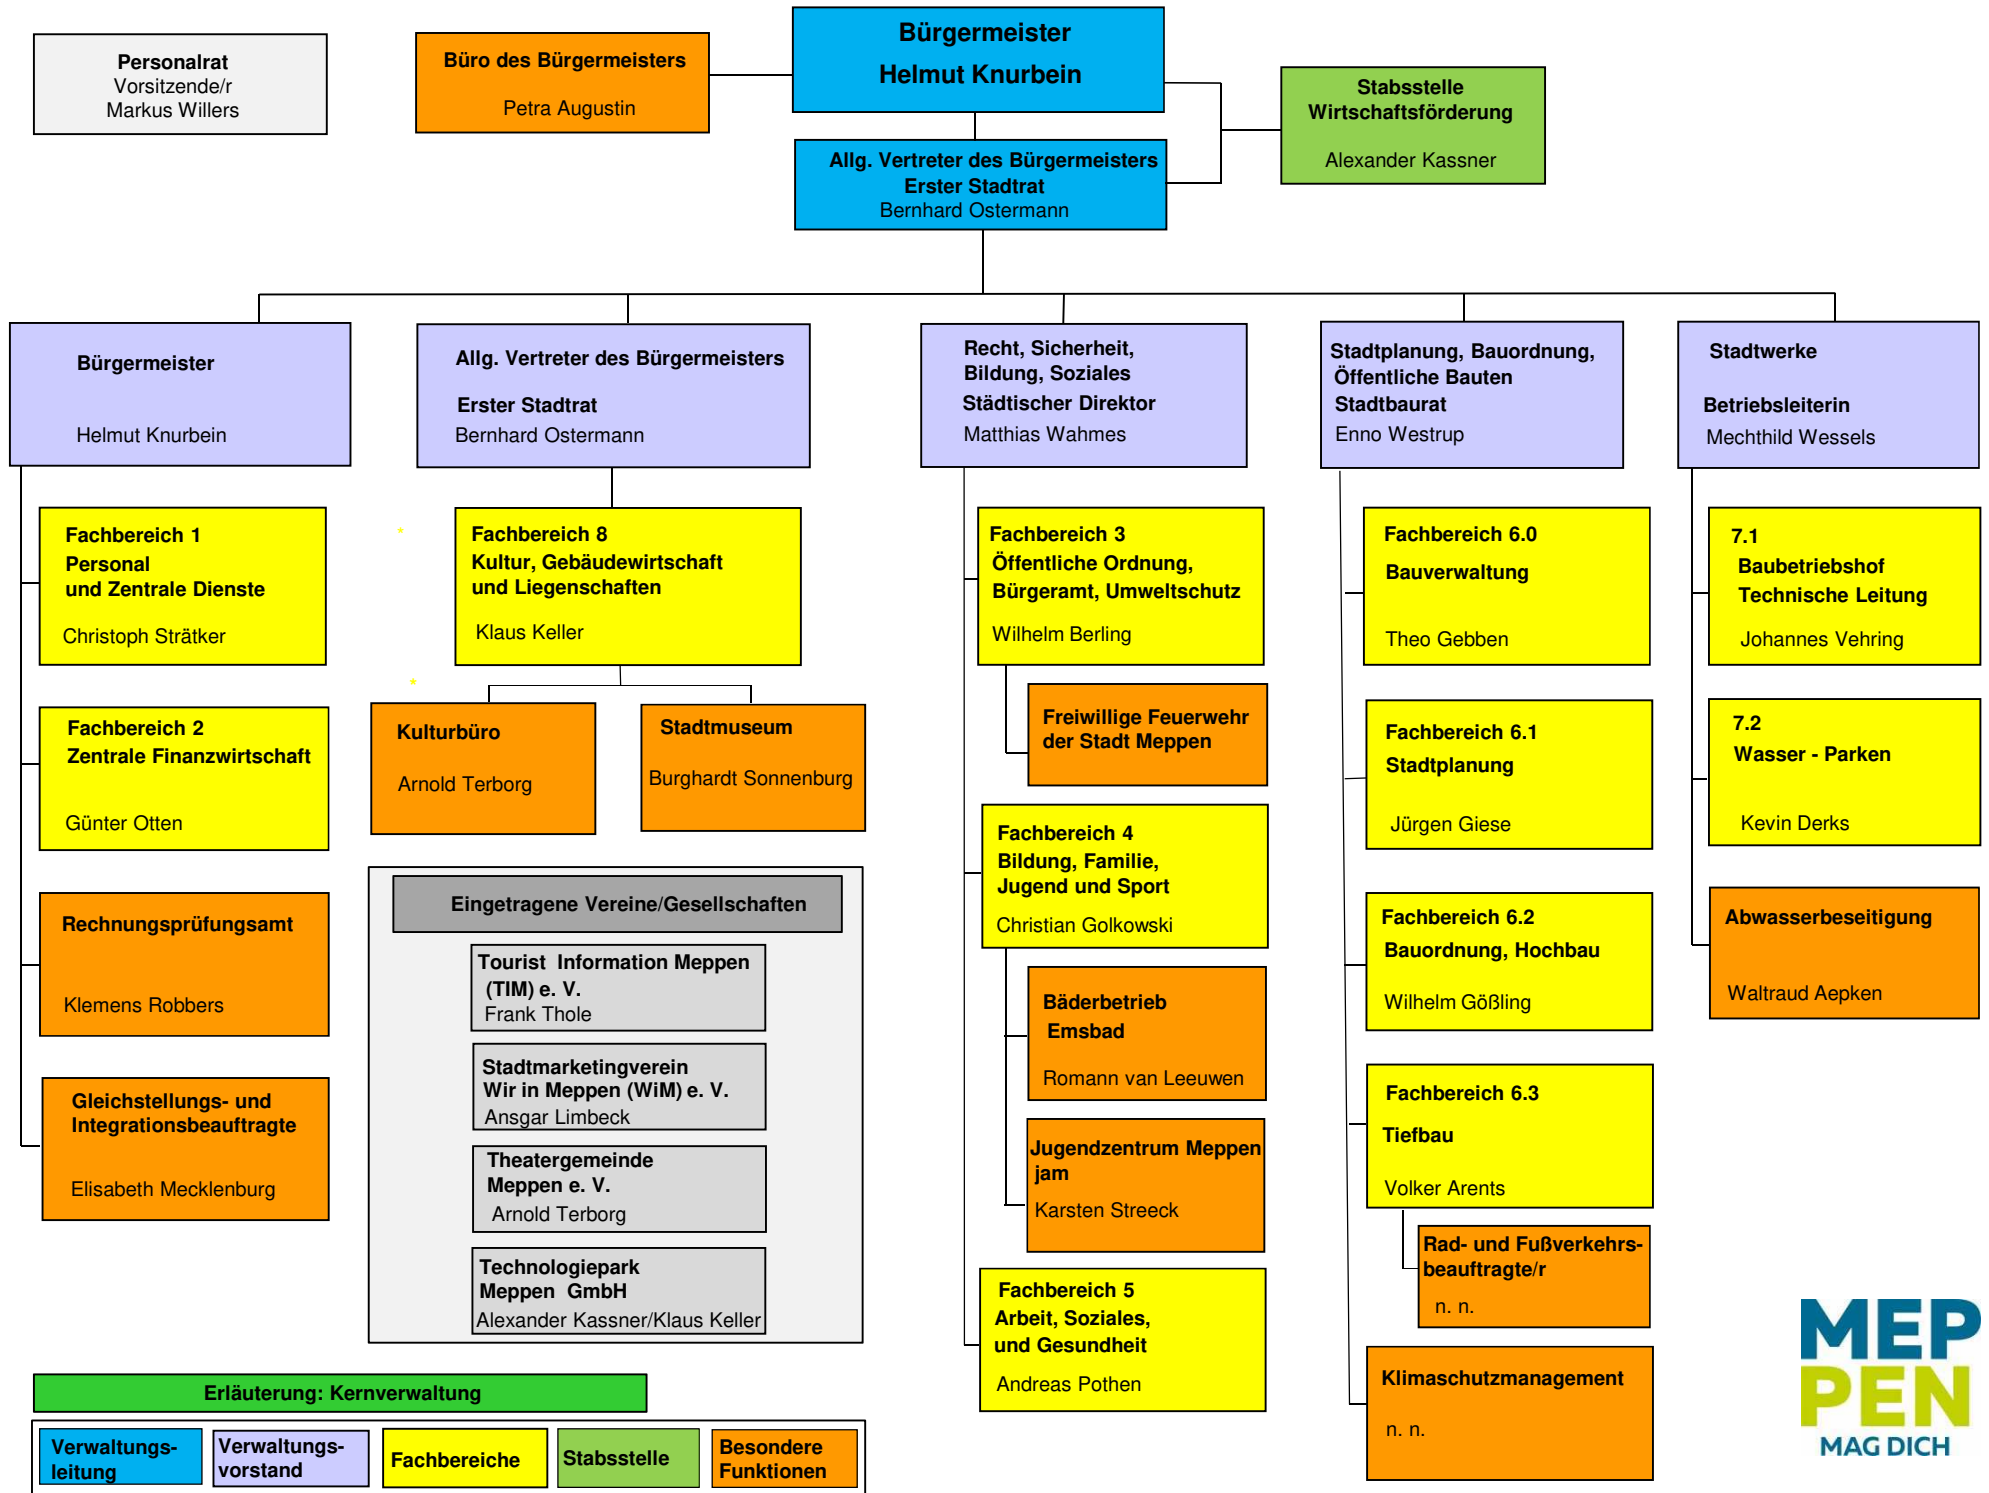 Personalrat
Vorsitzende/r
Markus Willers
Büro des Bürgermeisters
Petra Augustin
Bürgermeister
Helmut Knurbein
Allg. Vertreter des Bürgermeisters
Erster Stadtrat
Bernhard Ostermann
Stabsstelle
Wirtschaftsförderung
Alexander Kassner
Bürgermeister
Helmut Knurbein
Fachbereich 1
Personal
und Zentrale Dienste
Christoph Strätker
Fachbereich 2
Zentrale Finanzwirtschaft
Günter Otten
Rechnungsprüfungsamt
Klemens Robbers
Gleichstellungs- und
Integrationsbeauftragte
Elisabeth Mecklenburg
Allg. Vertreter des Bürgermeisters
Erster Stadtrat
Bernhard Ostermann
Fachbereich 8
Kultur, Gebäudewirtschaft
und Liegenschaften
Klaus Keller
Kulturbüro
Arnold Terborg
Stadtmuseum
Burghardt Sonnenburg
Eingetragene Vereine/Gesellschaften
Tourist Information Meppen
(TIM) e. V.
Frank Thole
Stadtmarketingverein
Wir in Meppen (WiM) e. V.
Ansgar Limbeck
Theatergemeinde
Meppen e. V.
Arnold Terborg
Technologiepark
Meppen GmbH
Alexander Kassner/Klaus Keller
Recht, Sicherheit,
Bildung, Soziales
Städtischer Direktor
Matthias Wahmes
Fachbereich 3
Öffentliche Ordnung,
Bürgeramt, Umweltschutz
Wilhelm Berling
Freiwillige Feuerwehr
der Stadt Meppen
Fachbereich 4
Bildung, Familie,
Jugend und Sport
Christian Golkowski
Bäderbetrieb
Emsbad
Romann van Leeuwen
Jugendzentrum Meppen
jam
Karsten Streeck
Fachbereich 5
Arbeit, Soziales,
und Gesundheit
Andreas Pothen
Stadtplanung, Bauordnung,
Öffentliche Bauten
Stadtbaurat
Enno Westrup
Fachbereich 6.0
Bauverwaltung
Theo Gebben
Fachbereich 6.1
Stadtplanung
Jürgen Giese
Fachbereich 6.2
Bauordnung, Hochbau
Wilhelm Gößling
Fachbereich 6.3
Tiefbau
Volker Arents
Rad- und Fußverkehrs-
beauftragte/r
n. n.
Klimaschutzmanagement
n. n.
Stadtwerke
Betriebsleiterin
Mechthild Wessels
7.1
Baubetriebshof
Technische Leitung
Johannes Vehring
7.2
Wasser - Parken
Kevin Derks
Abwasserbeseitigung
Waltraud Aepken
Erläuterung: Kernverwaltung
Verwaltungs-
leitung
Verwaltungs-
vorstand
Fachbereiche
Stabsstelle
Besondere
Funktionen
MEP
PEN
MAG DICH